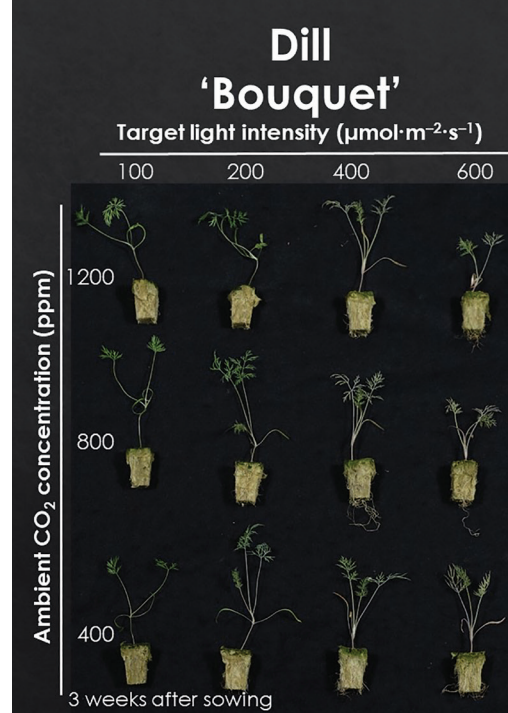 Dill
‘Bouquet’
Target light intensity (μmol·m⁻²·s⁻¹)
100 200 400 600
Ambient CO₂ concentration (ppm)
1200
800
400
3 weeks after sowing